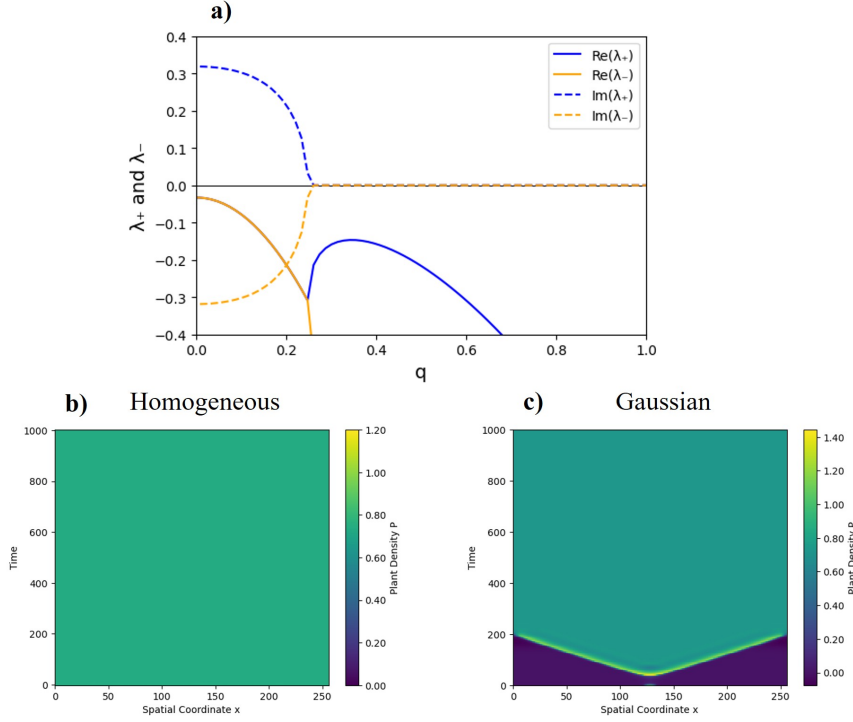 a)
0.4
0.3
0.2
0.1
0.0
−0.1
−0.2
−0.3
−0.4
λ₊ and λ₋
Re(λ₊)
Re(λ₋)
Im(λ₊)
Im(λ₋)
0.0 0.2 0.4 0.6 0.8 1.0
q
b) Homogeneous
1000
800
600
400
200
0
Time
0 50 100 150 200 250
Spatial Coordinate x
1.20
1.00
0.80
0.60
0.40
0.20
0.00
Plant Density P
c) Gaussian
1000
800
600
400
200
0
Time
0 50 100 150 200 250
Spatial Coordinate x
1.40
1.20
1.00
0.80
0.60
0.40
0.20
0.00
Plant Density P